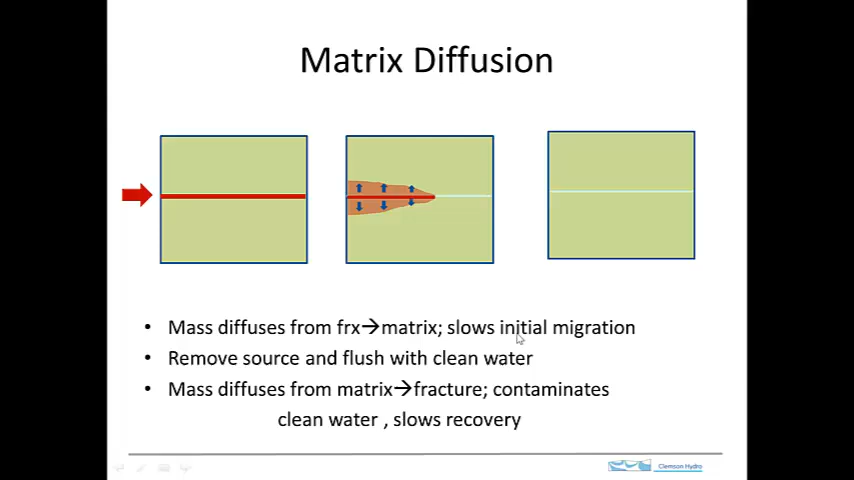 Matrix Diffusion
• Mass diffuses from frx→matrix; slows initial migration
• Remove source and flush with clean water
• Mass diffuses from matrix→fracture; contaminates
clean water , slows recovery
Clemson Hydro